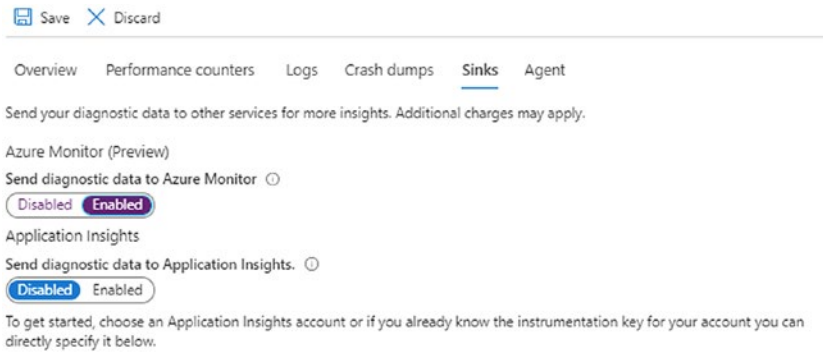 Save Discard
Overview Performance counters Logs Crash dumps Sinks Agent
Send your diagnostic data to other services for more insights. Additional charges may apply.
Azure Monitor (Preview)
Send diagnostic data to Azure Monitor
Disabled Enabled
Application Insights
Send diagnostic data to Application Insights.
Disabled Enabled
To get started, choose an Application Insights account or if you already know the instrumentation key for your account you can
directly specify it below.